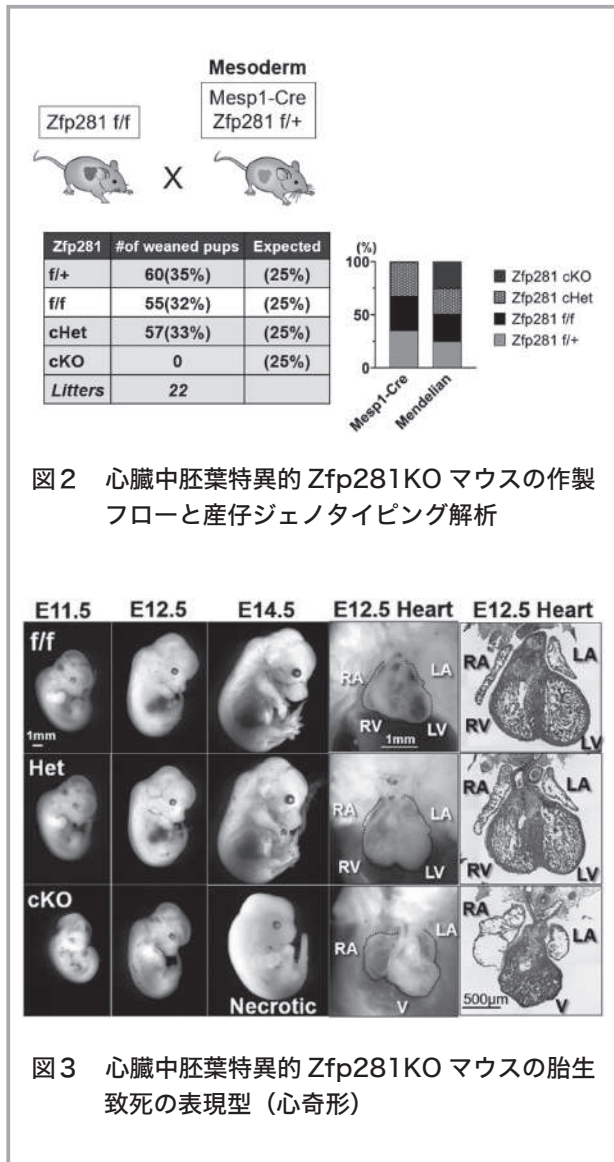 Mesoderm
Zfp281 f/f
Mesp1-Cre
Zfp281 f/+
X
Zfp281 #of weaned pups Expected
f/+ 60(35%) (25%)
f/f 55(32%) (25%)
cHet 57(33%) (25%)
cKO 0 (25%)
Litters 22
(%)
100
50
0
Zfp281 cKO
Zfp281 cHet
Zfp281 f/f
Zfp281 f/+
Mesp1-Cre
Mendelian
図2 心臓中胚葉特異的 Zfp281KO マウスの作製
フローと産仔ジェノタイピング解析
E11.5 E12.5 E14.5 E12.5 Heart E12.5 Heart
f/f
RA LA RA LA
RV LV RV LV
1mm 1mm
Het
RA LA RA LA
RV LV RV LV
cKO
RA LA RA LA
Necrotic V 500μm V
図3 心臓中胚葉特異的 Zfp281KO マウスの胎生
致死の表現型(心奇形)